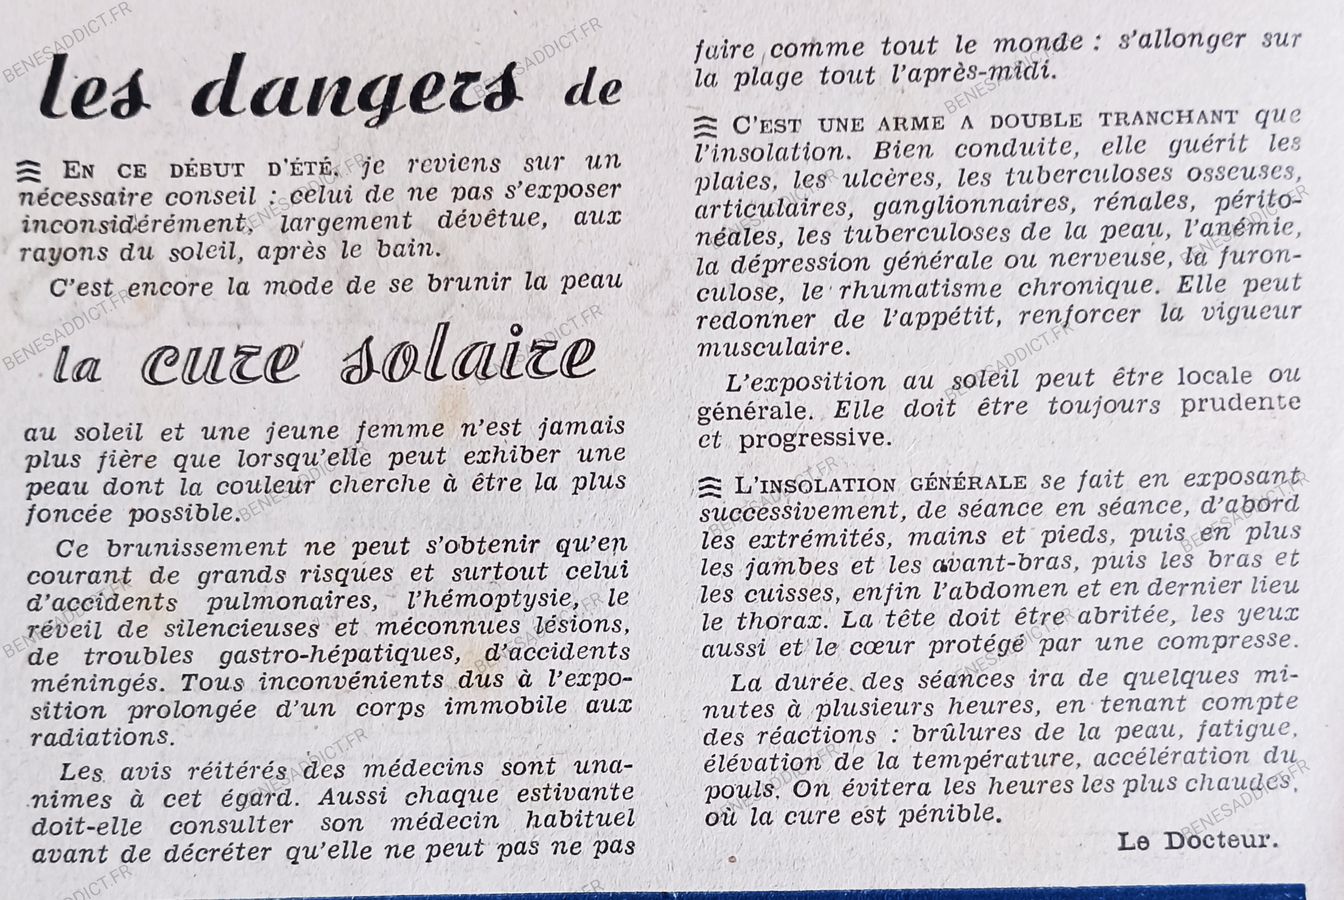 les dangers de
EN CE DÉBUT D'ÉTÉ, je reviens sur un
nécessaire conseil : celui de ne pas s'exposer
inconsidérément, largement dévêtue, aux
rayons du soleil, après le bain.
C'est encore la mode de se brunir la peau
la cure solaire
au soleil et une jeune femme n'est jamais
plus fière que lorsqu'elle peut exhiber une
peau dont la couleur cherche à être la plus
foncée possible.
Ce brunissement ne peut s'obtenir qu'en
courant de grands risques et surtout celui
d'accidents pulmonaires, l'hémoptysie, le
réveil de silencieuses et méconnues lésions,
de troubles gastro-hépatiques, d'accidents
méningés. Tous inconvénients dus à l'expo-
sition prolongée d'un corps immobile aux
radiations.
Les avis réitérés des médecins sont una-
nimes à cet égard. Aussi chaque estivante
doit-elle consulter son médecin habituel
avant de décréter qu'elle ne peut pas ne pas
faire comme tout le monde : s'allonger sur
la plage tout l'après-midi.
C'EST UNE ARME A DOUBLE TRANCHANT que
l'insolation. Bien conduite, elle guérit les
plaies, les ulcères, les tuberculoses osseuses,
articulaires, ganglionnaires, rénales, périto-
néales, les tuberculoses de la peau, l'anémie,
la dépression générale ou nerveuse, la furon-
culose, le rhumatisme chronique. Elle peut
redonner de l'appétit, renforcer la vigueur
musculaire.
L'exposition au soleil peut être locale ou
générale. Elle doit être toujours prudente
et progressive.
L'INSOLATION GÉNÉRALE se fait en exposant
successivement, de séance en séance, d'abord
les extrémités, mains et pieds, puis en plus
les jambes et les avant-bras, puis les bras et
les cuisses, enfin l'abdomen et en dernier lieu
le thorax. La tête doit être abritée, les yeux
aussi et le cœur protégé par une compresse.
La durée des séances ira de quelques mi-
nutes à plusieurs heures, en tenant compte
des réactions : brûlures de la peau, fatigue,
élévation de la température, accélération du
pouls. On évitera les heures les plus chaudes,
où la cure est pénible.
Le Docteur.
BENESADDICT.FR